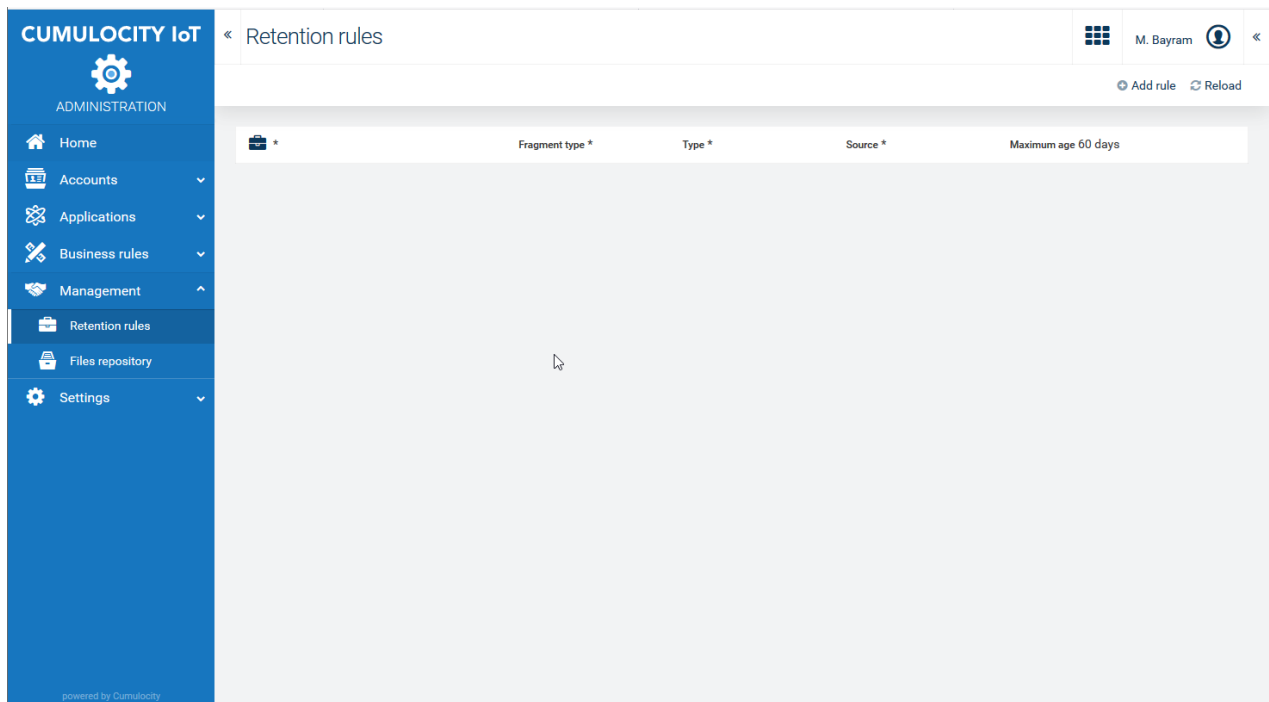 CUMULOCITY IoT
ADMINISTRATION
Home
Accounts
Applications
Business rules
Management
Retention rules
Files repository
Settings
powered by Cumulocity
« Retention rules
M. Bayram «
Add rule Reload
* Fragment type * Type * Source * Maximum age 60 days